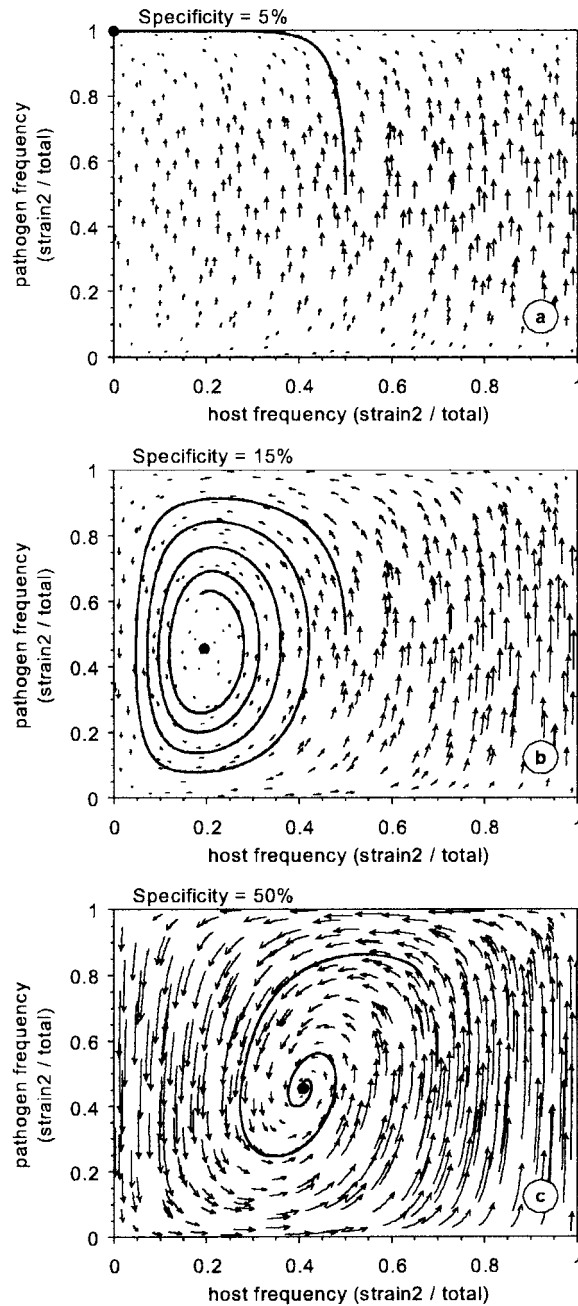 Specificity = 5%
1
0.8
0.6
0.4
0.2
0
pathogen frequency
(strain2 / total)
a
0
0.2
0.4
0.6
0.8
1
host frequency (strain2 / total)
Specificity = 15%
1
0.8
0.6
0.4
0.2
0
pathogen frequency
(strain2 / total)
b
0
0.2
0.4
0.6
0.8
1
host frequency (strain2 / total)
Specificity = 50%
1
0.8
0.6
0.4
0.2
0
pathogen frequency
(strain2 / total)
c
0
0.2
0.4
0.6
0.8
1
host frequency (strain2 / total)